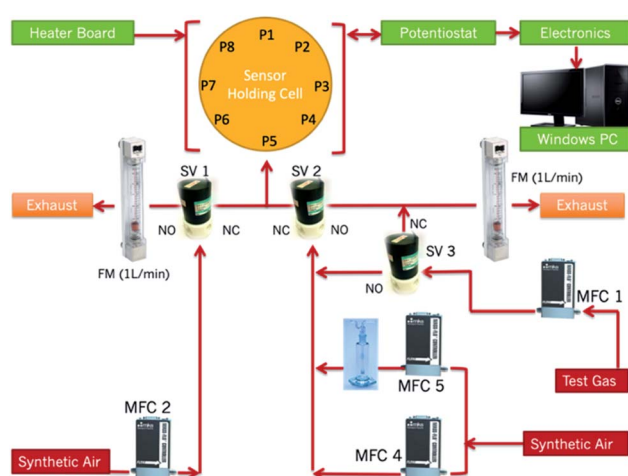 Heater Board
P1
P8
P2
Sensor
Holding Cell
P7
P3
P6
P4
P5
Potentiostat
Electronics
Windows PC
SV 1
SV 2
FM (1L/min)
Exhaust
NO
NC
NC
NO
NC
Exhaust
SV 3
FM (1L/min)
NO
MFC 1
MFC 5
Test Gas
MFC 2
MFC 4
Synthetic Air
Synthetic Air